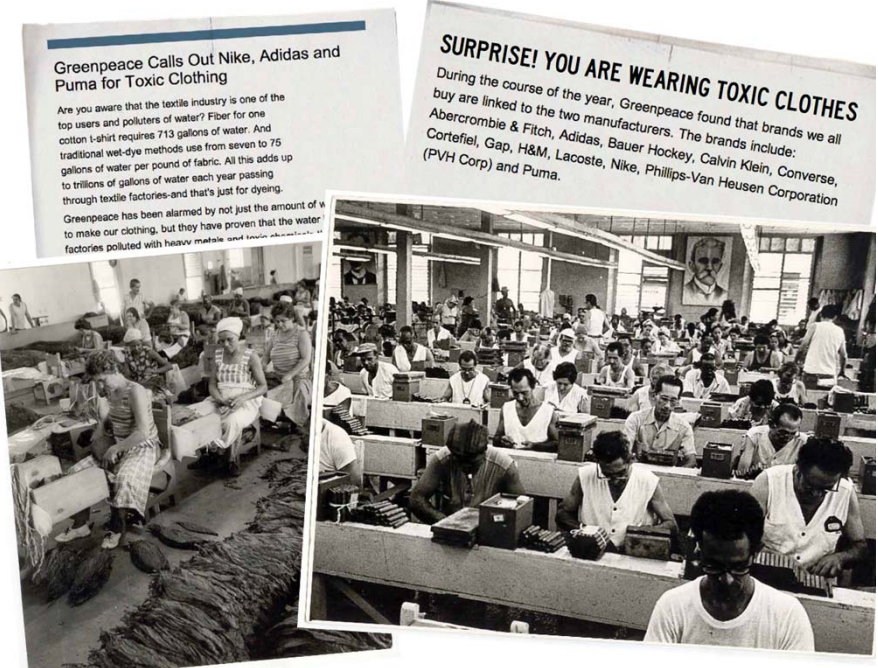 Greenpeace Calls Out Nike, Adidas and
Puma for Toxic Clothing
Are you aware that the textile industry is one of the
top users and polluters of water? Fiber for one
cotton t-shirt requires 713 gallons of water. And
traditional wet-dye methods use from seven to 75
gallons of water per pound of fabric. All this adds up
to trillions of gallons of water each year passing
through textile factories-and that's just for dyeing.
Greenpeace has been alarmed by not just the amount of
to make our clothing, but they have proven that the water
factories polluted with heavy metals and toxic chemicals
SURPRISE! YOU ARE WEARING TOXIC CLOTHES
During the course of the year, Greenpeace found that brands we all
buy are linked to the two manufacturers. The brands include:
Abercrombie & Fitch, Adidas, Bauer Hockey, Calvin Klein, Converse,
Cortefiel, Gap, H&M, Lacoste, Nike, Phillips-Van Heusen Corporation
(PVH Corp) and Puma.